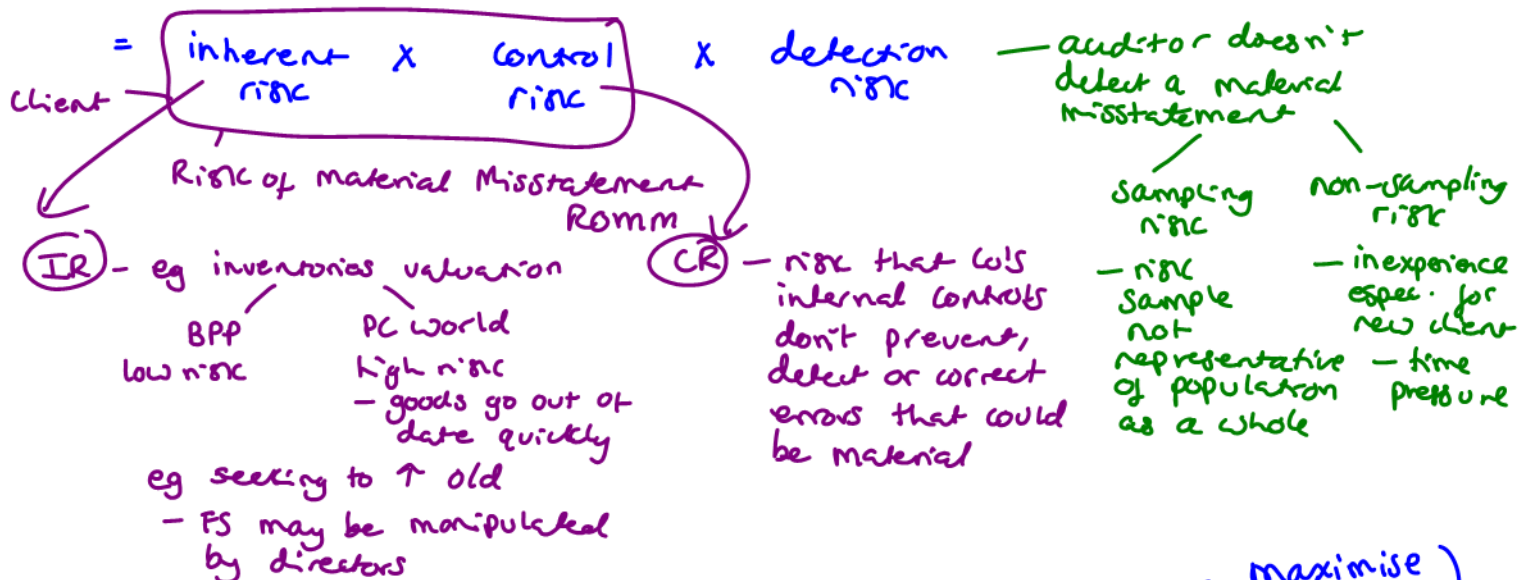 = inherent risk x control risk x detection risk
Client
Risk of Material Misstatement
ROMM
— auditor doesn't
detect a material
misstatement
sampling
risk
- risk
sample
not
representative
of population
as a whole
non-sampling
risk
- inexperience
espec. for
new client
- time
pressure
IR - eg inventories valuation
BPP
low risk
PC World
high risk
- goods go out of
date quickly
eg seeking to ↑ old
- FS may be manipulated
by directors
CR - risk that co's
internal controls
don't prevent,
detect or correct
errors that could
be material
maximise )